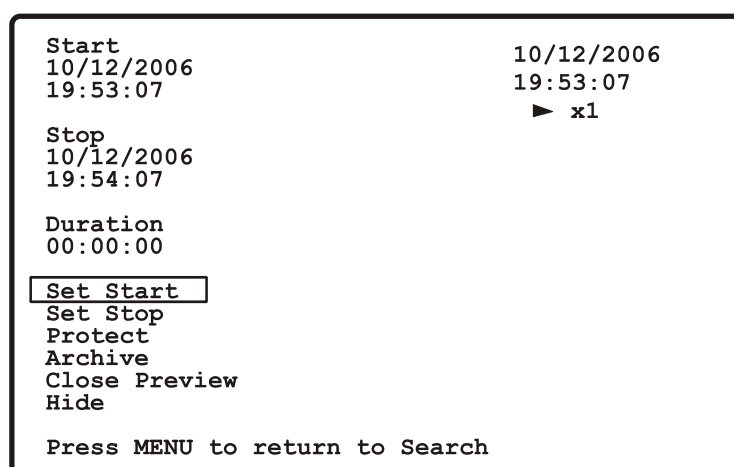 Start
10/12/2006
19:53:07
Stop
10/12/2006
19:54:07
Duration
00:00:00
Set Start
Set Stop
Protect
Archive
Close Preview
Hide
Press MENU to return to Search
10/12/2006
19:53:07
► x1